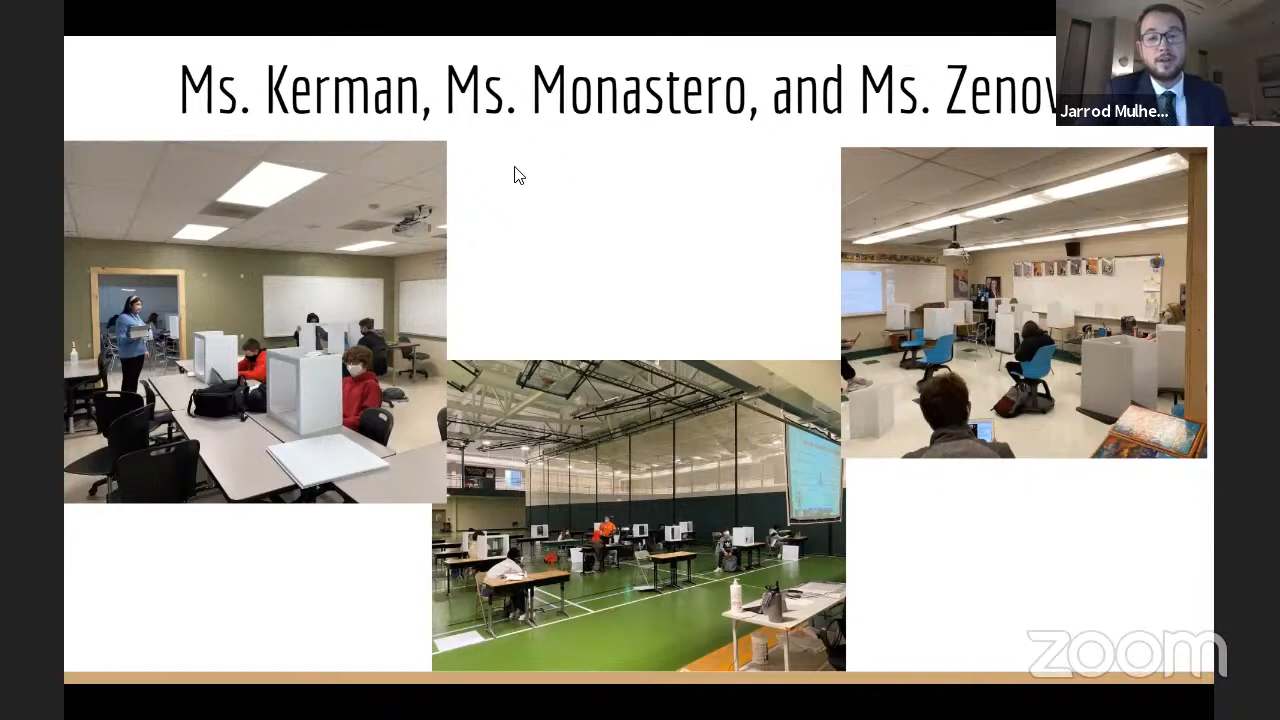 Ms. Kerman, Ms. Monastero, and Ms. Zenov
Jarrod Mulhe...
zoom